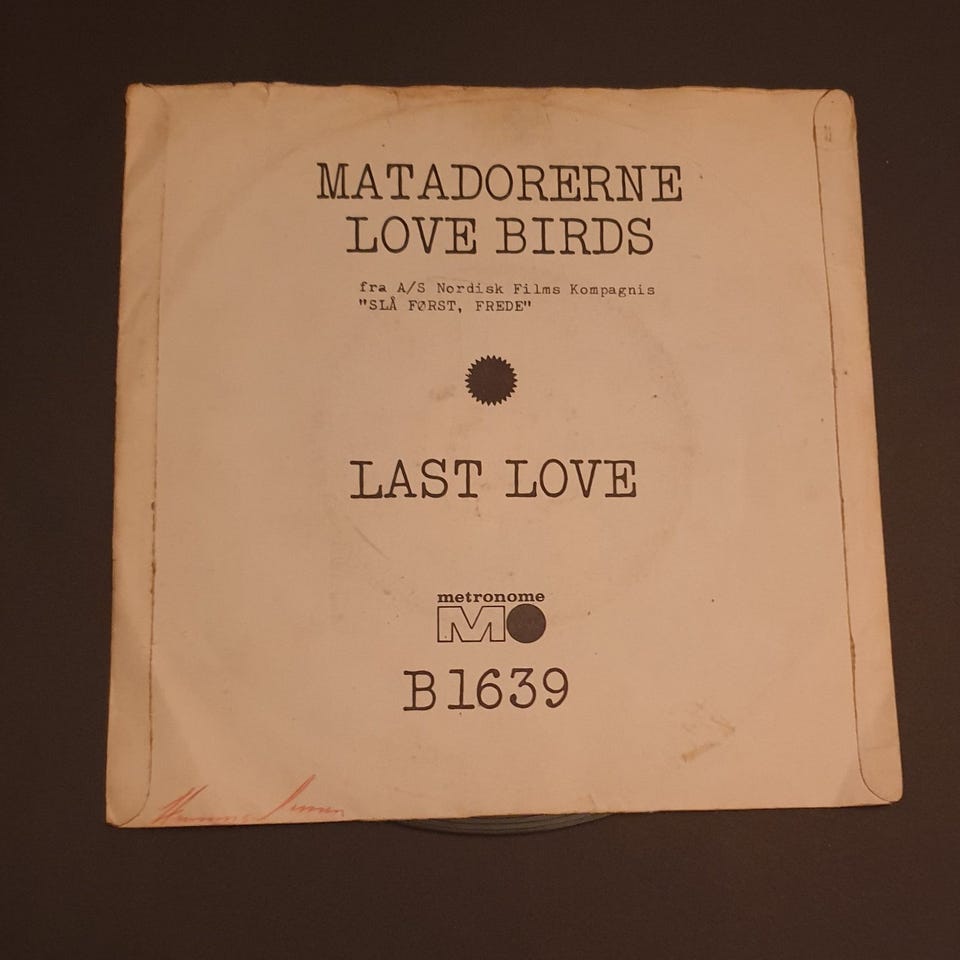 MATADORERNE
LOVE BIRDS
fra A/S Nordisk Films Kompagnis
"SLÅ FØRST, FREDE"
LAST LOVE
metronome
M
B1639